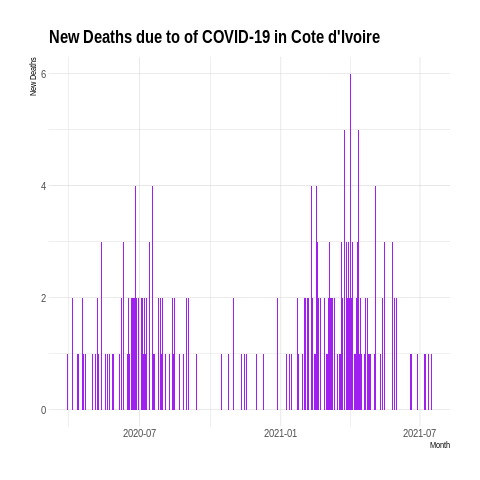 New Deaths due to of COVID-19 in Cote d'Ivoire
New Deaths
6
4
2
0
2020-07 2021-01 2021-07
Month